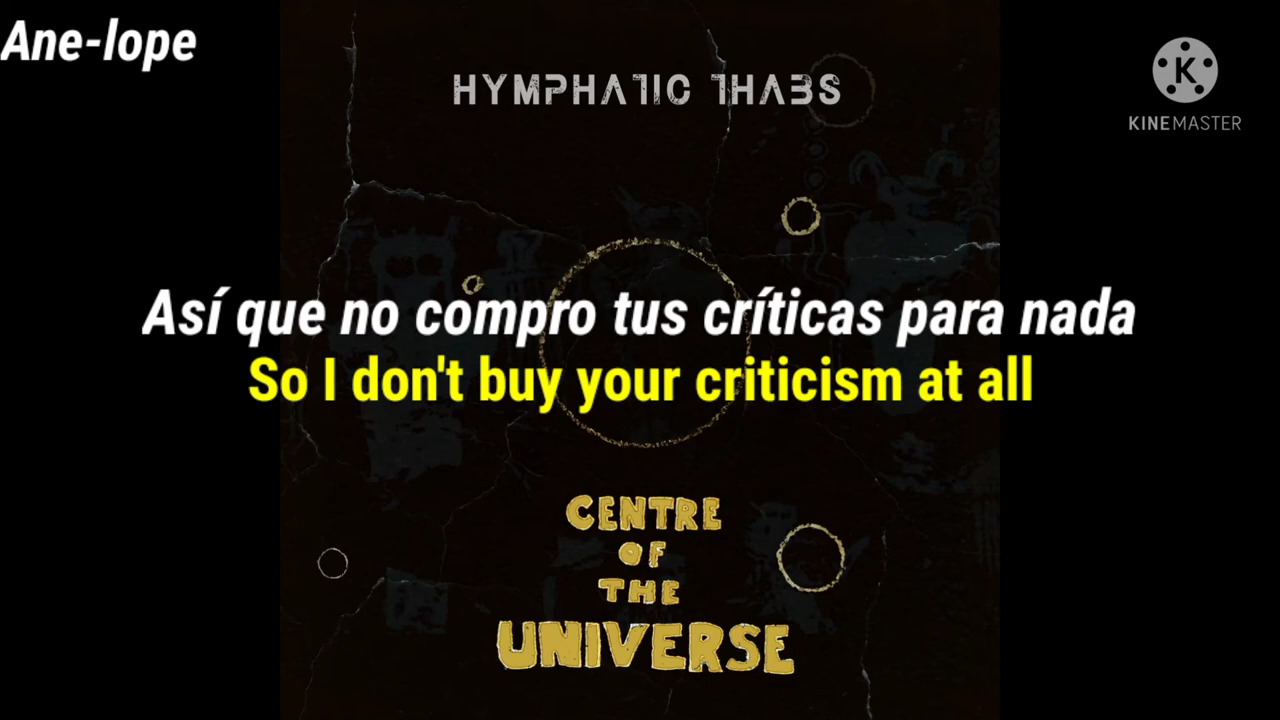 Ane-lope
HYMPHATIC THABS
KINEMASTER
Así que no compro tus críticas para nada
So I don't buy your criticism at all
CENTRE
OF
THE
UNIVERSE